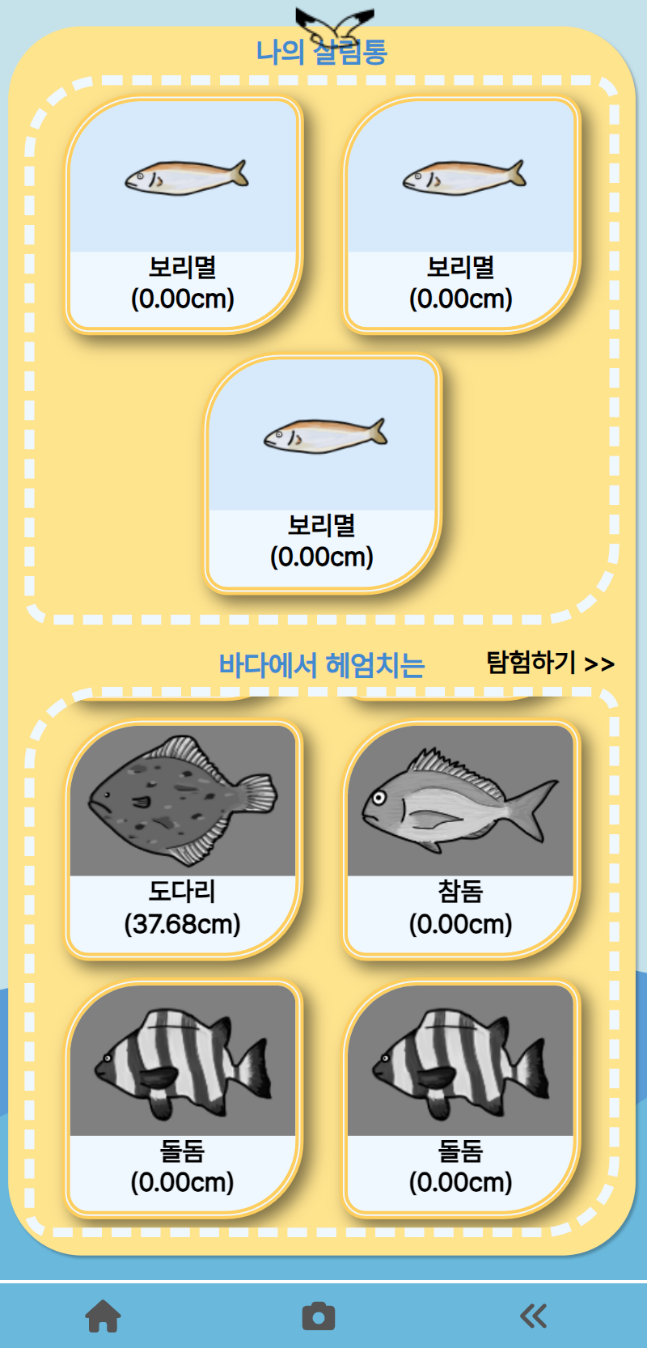 나의 살림통
보리멸
(0.00cm)
보리멸
(0.00cm)
보리멸
(0.00cm)
바다에서 헤엄치는
탐험하기 >>
도다리
(37.68cm)
참돔
(0.00cm)
돌돔
(0.00cm)
돌돔
(0.00cm)